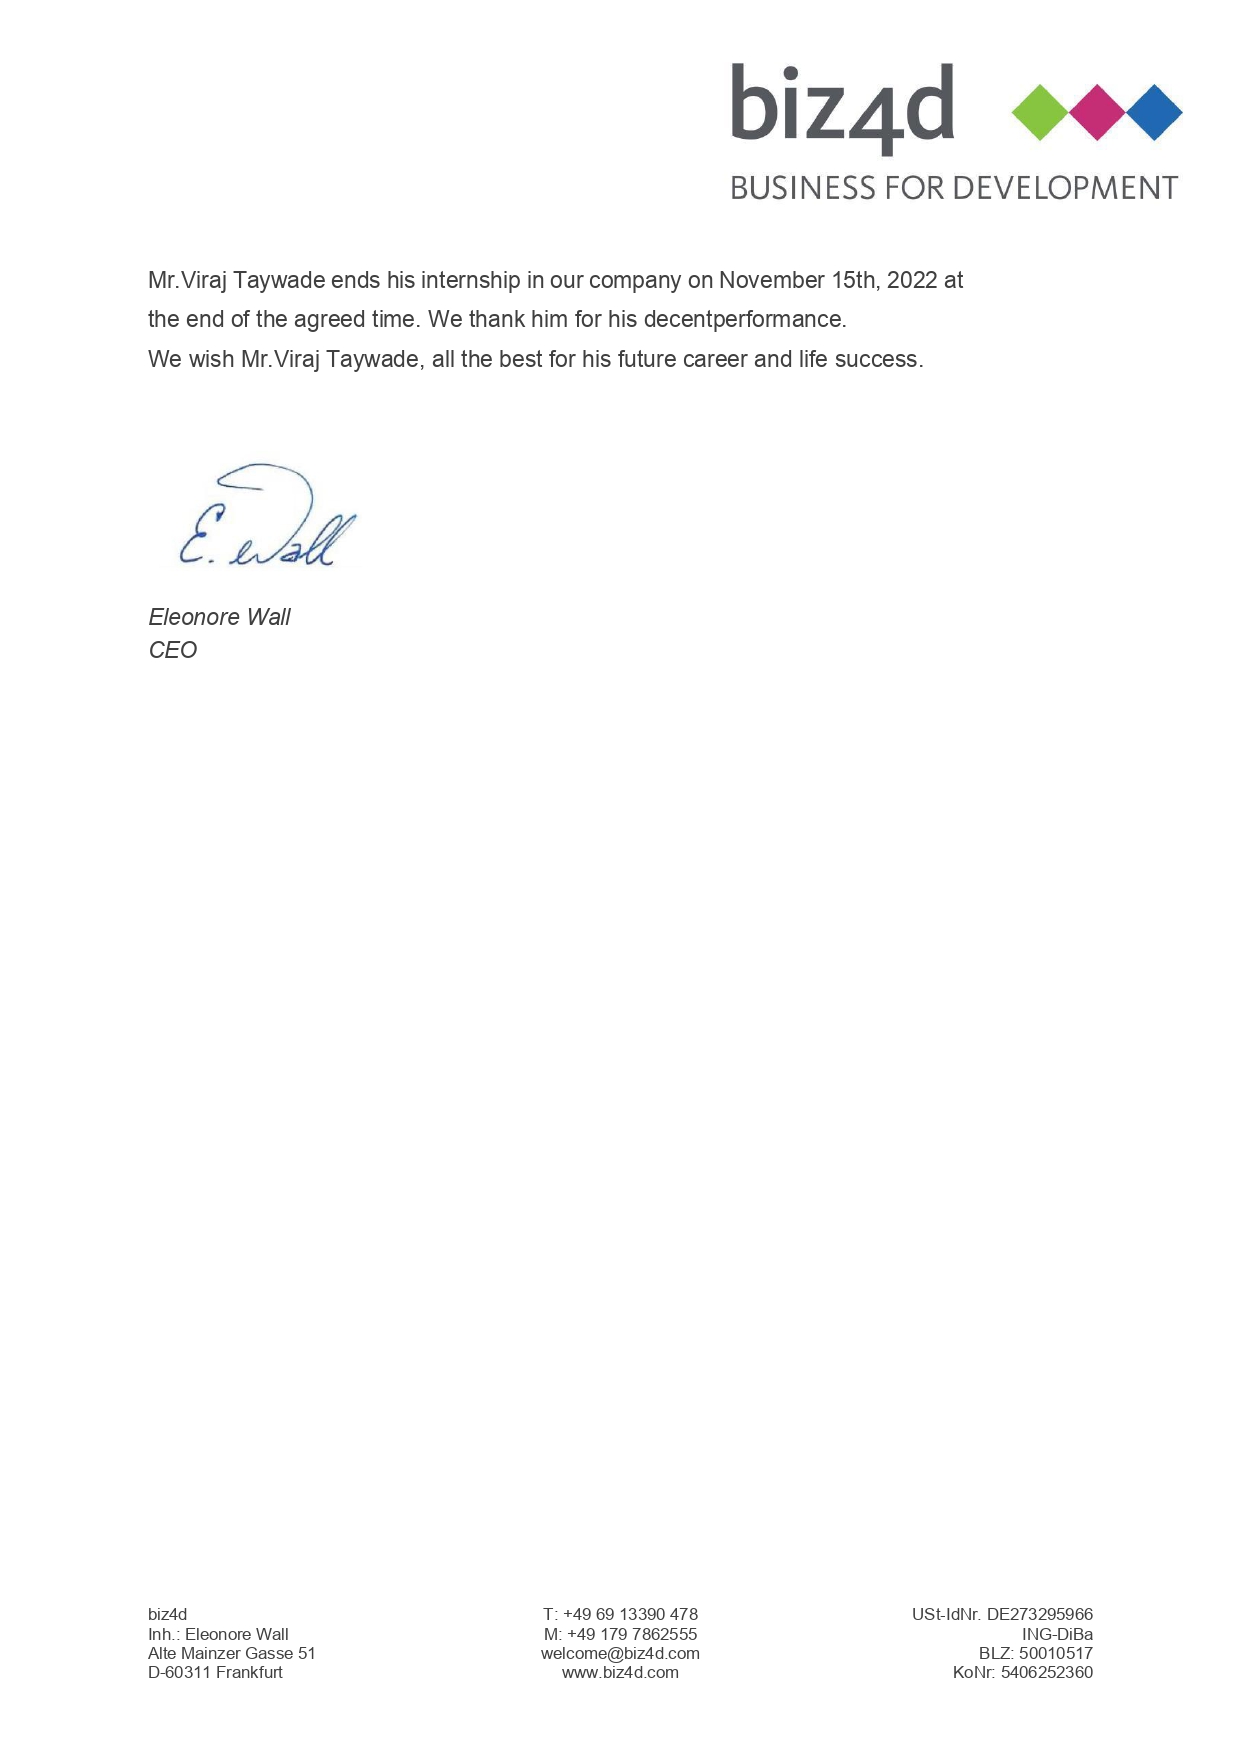 biz4d
BUSINESS FOR DEVELOPMENT
Mr.Viraj Taywade ends his internship in our company on November 15th, 2022 at
the end of the agreed time. We thank him for his decentperformance.
We wish Mr.Viraj Taywade, all the best for his future career and life success.
E. Wall
Eleonore Wall
CEO
biz4d
Inh.: Eleonore Wall
Alte Mainzer Gasse 51
D-60311 Frankfurt
T: +49 69 13390 478
M: +49 179 7862555
welcome@biz4d.com
www.biz4d.com
USt-IdNr. DE273295966
ING-DiBa
BLZ: 50010517
KoNr: 5406252360